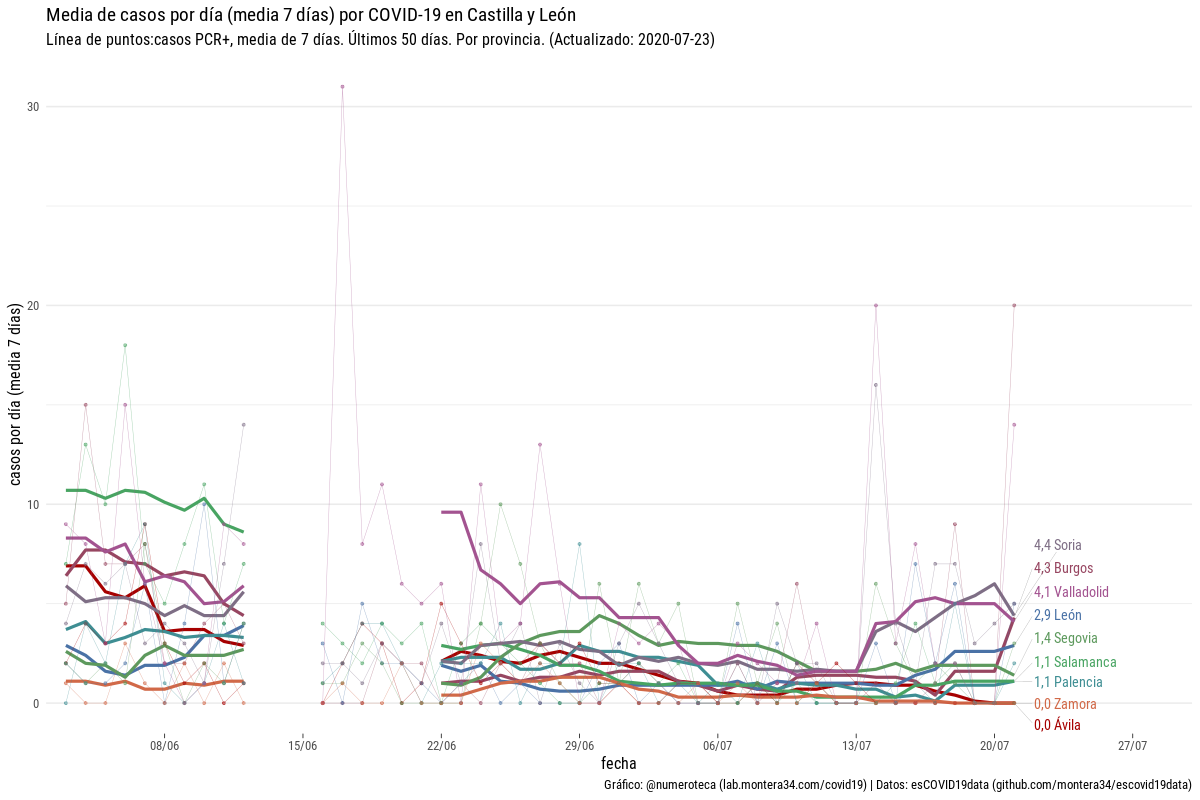 Media de casos por día (media 7 días) por COVID-19 en Castilla y León
Línea de puntos:casos PCR+, media de 7 días. Últimos 50 días. Por provincia. (Actualizado: 2020-07-23)
casos por día (media 7 días)
30
20
10
0
4,4 Soria
4,3 Burgos
4,1 Valladolid
2,9 León
1,4 Segovia
1,1 Salamanca
1,1 Palencia
0,0 Zamora
0,0 Ávila
08/06
15/06
22/06
29/06
06/07
13/07
20/07
27/07
fecha
Gráfico: @numeroteca (lab.montera34.com/covid19) | Datos: esCOVID19data (github.com/montera34/escovid19data)